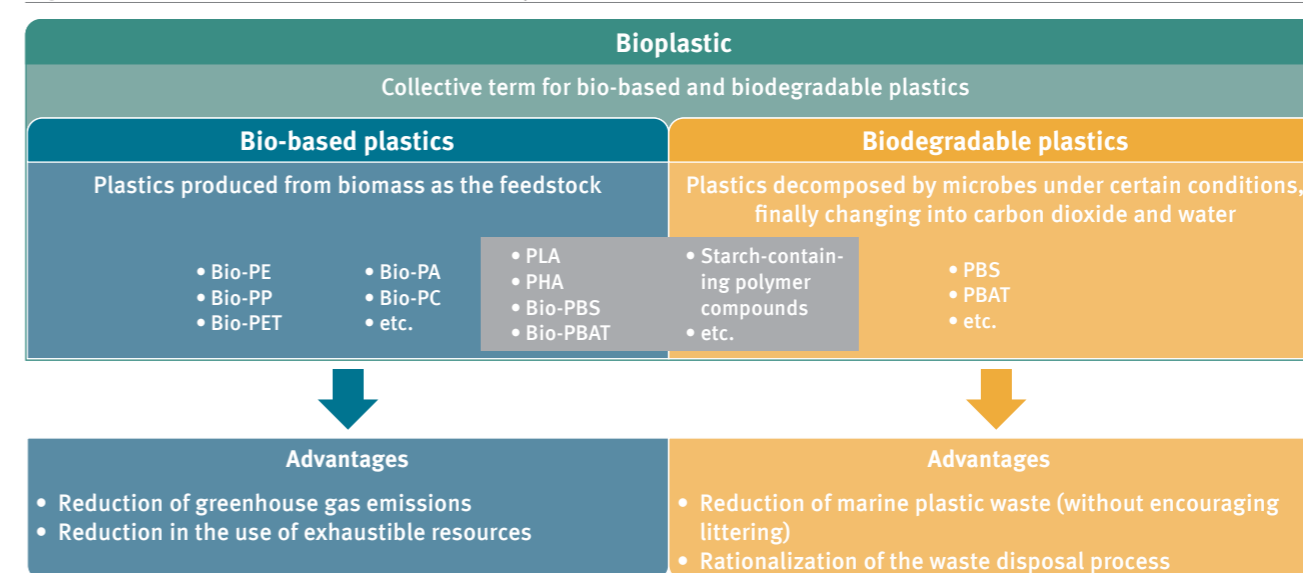 Bioplastic
Collective term for bio-based and biodegradable plastics
Bio-based plastics
Plastics produced from biomass as the feedstock
• Bio-PE
• Bio-PP
• Bio-PET
• Bio-PA
• Bio-PC
• etc.
• PLA
• PHA
• Bio-PBS
• Bio-PBAT
• Starch-contain-
ing polymer
compounds
• etc.
Biodegradable plastics
Plastics decomposed by microbes under certain conditions,
finally changing into carbon dioxide and water
• PBS
• PBAT
• etc.
Advantages
• Reduction of greenhouse gas emissions
• Reduction in the use of exhaustible resources
Advantages
• Reduction of marine plastic waste (without encouraging
littering)
• Rationalization of the waste disposal process